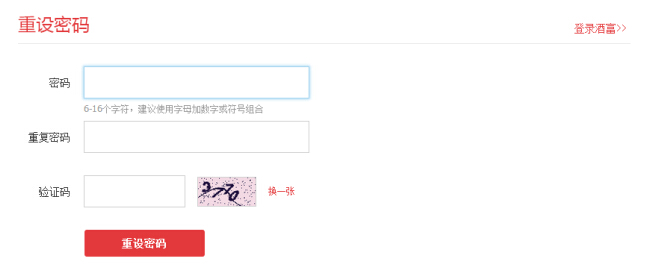 重设密码
登录酒富>>
密码
6-16个字符，建议使用字母加数字或符号组合
重复密码
验证码
换一张
重设密码